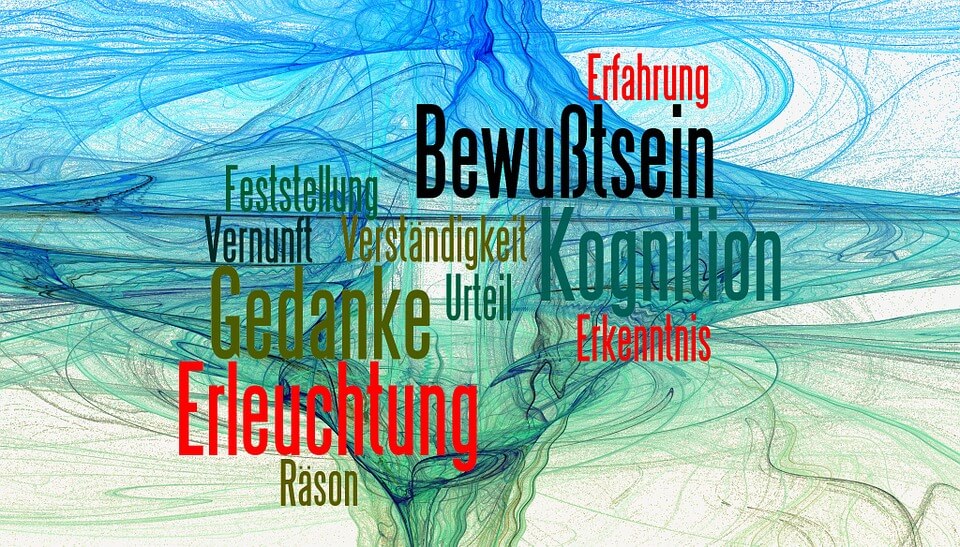 Erfahrung
Bewußtsein
Feststellung
Vernunft Verständigkeit
Kognition
Gedanke
Urteil
Erkenntnis
Erleuchtung
Räson